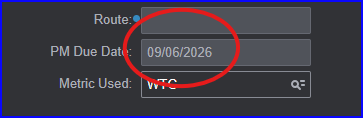 Route:
PM Due Date: 09/06/2026
Metric Used: WTC